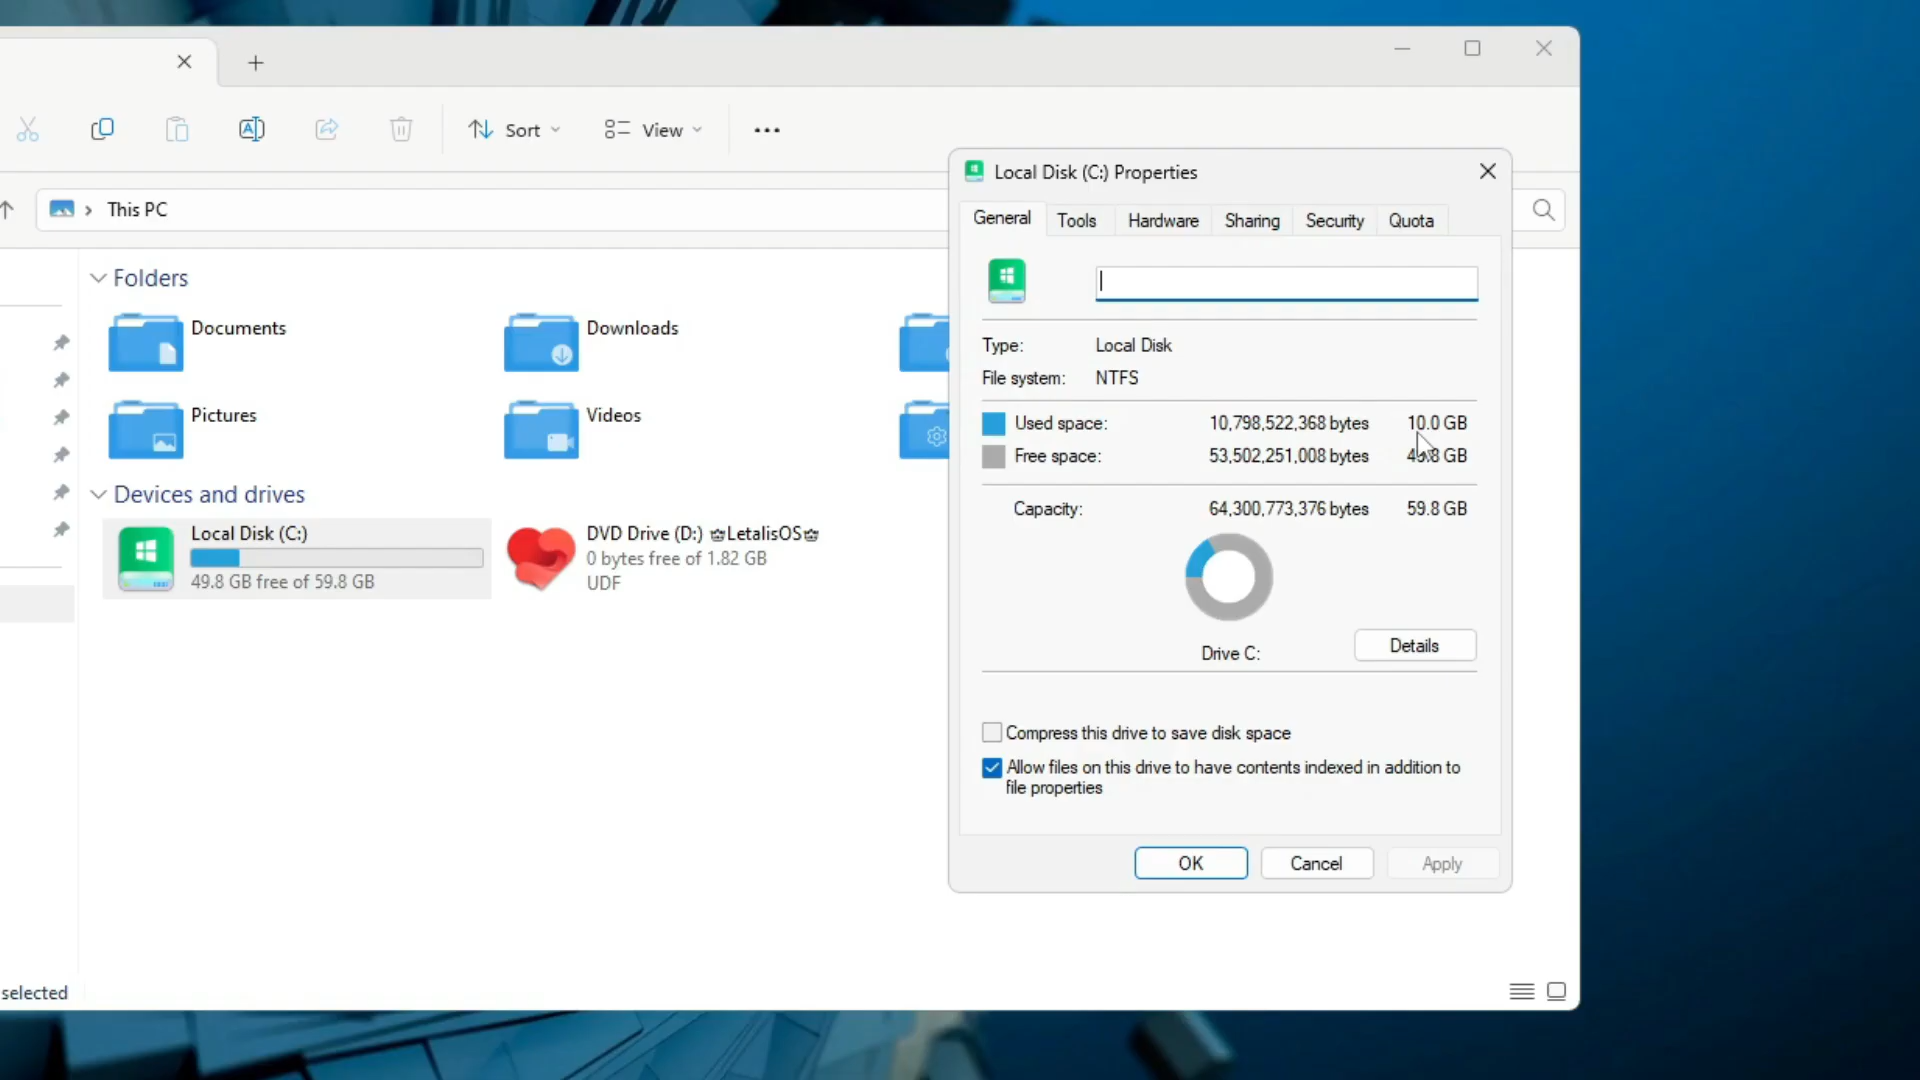 Sort
View
This PC
Folders
Documents
Downloads
Pictures
Videos
Devices and drives
Local Disk (C:)
49.8 GB free of 59.8 GB
DVD Drive (D:) ♔LetalisOS♔
0 bytes free of 1.82 GB
UDF
selected
Local Disk (C:) Properties
General
Tools
Hardware
Sharing
Security
Quota
Type: Local Disk
File system: NTFS
Used space: 10,798,522,368 bytes 10.0 GB
Free space: 53,502,251,008 bytes 49.8 GB
Capacity: 64,300,773,376 bytes 59.8 GB
Drive C:
Details
Compress this drive to save disk space
Allow files on this drive to have contents indexed in addition to
file properties
OK
Cancel
Apply